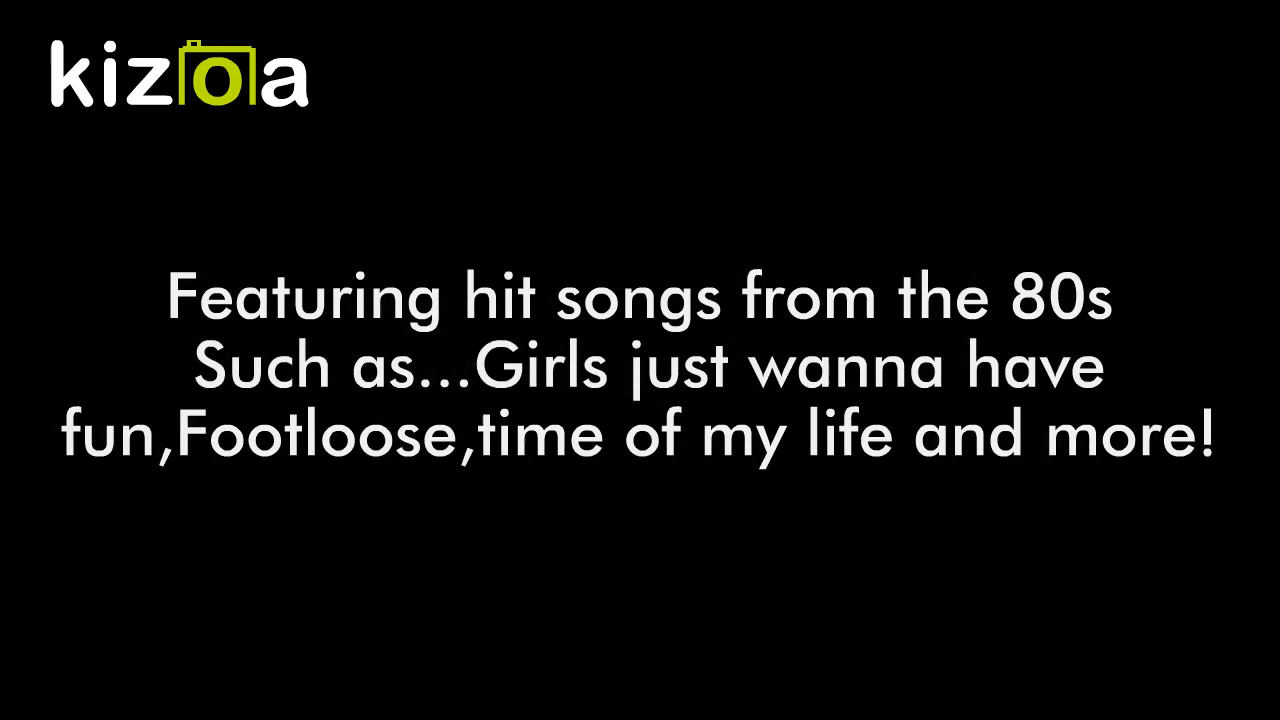 kizoa
Featuring hit songs from the 80s
Such as...Girls just wanna have
fun,Footloose,time of my life and more!